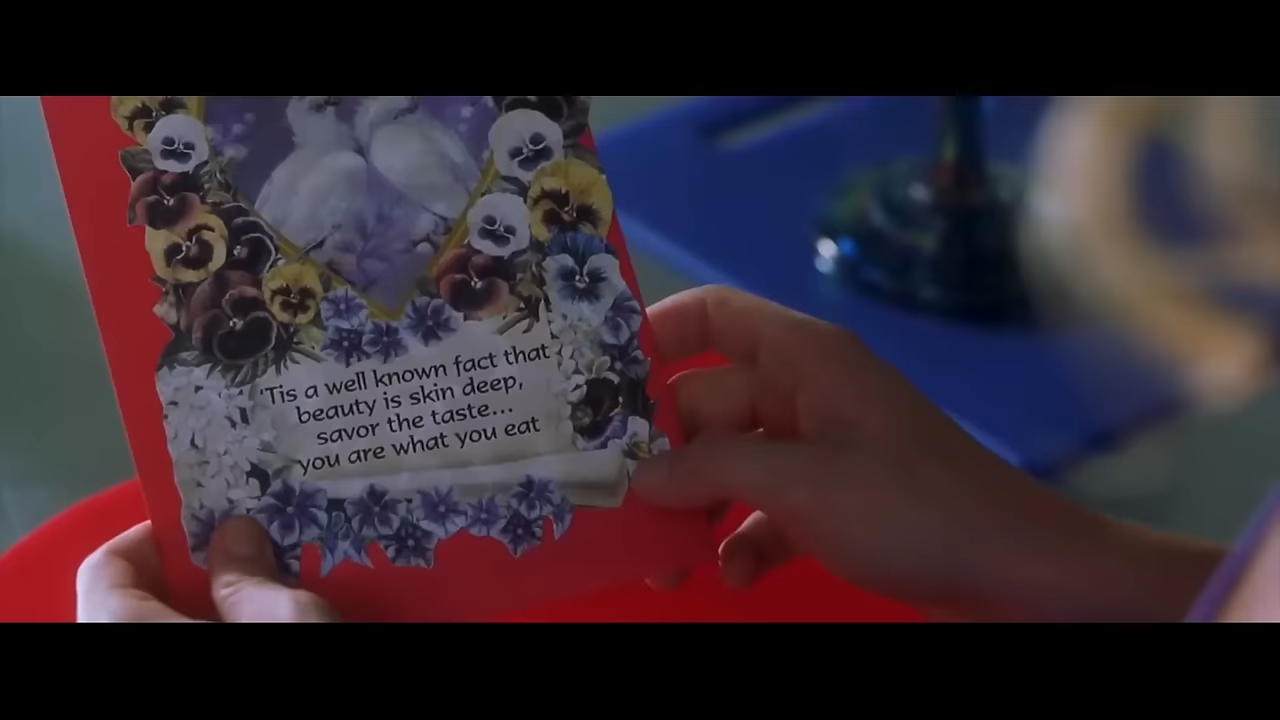 'Tis a well known fact that
beauty is skin deep,
savor the taste...
you are what you eat